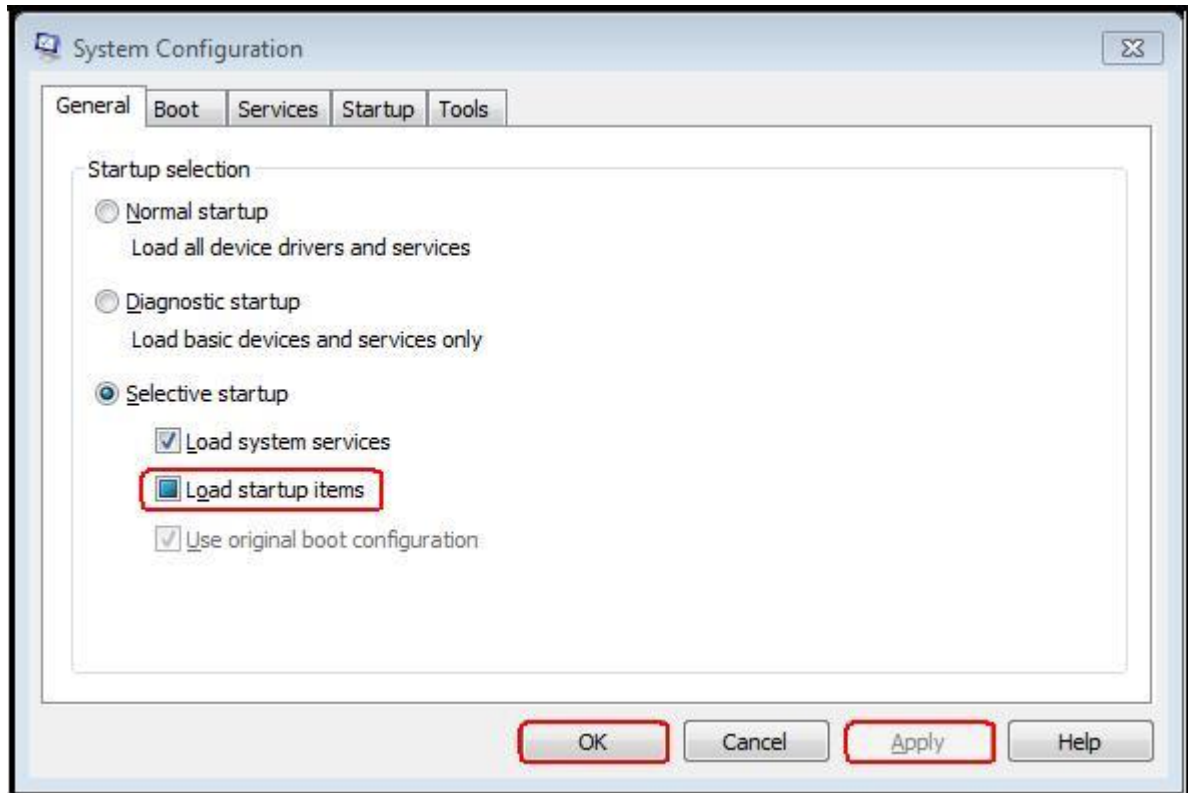 System Configuration
General Boot Services Startup Tools
Startup selection
Normal startup
Load all device drivers and services
Diagnostic startup
Load basic devices and services only
Selective startup
Load system services
Load startup items
Use original boot configuration
OK Cancel Apply Help